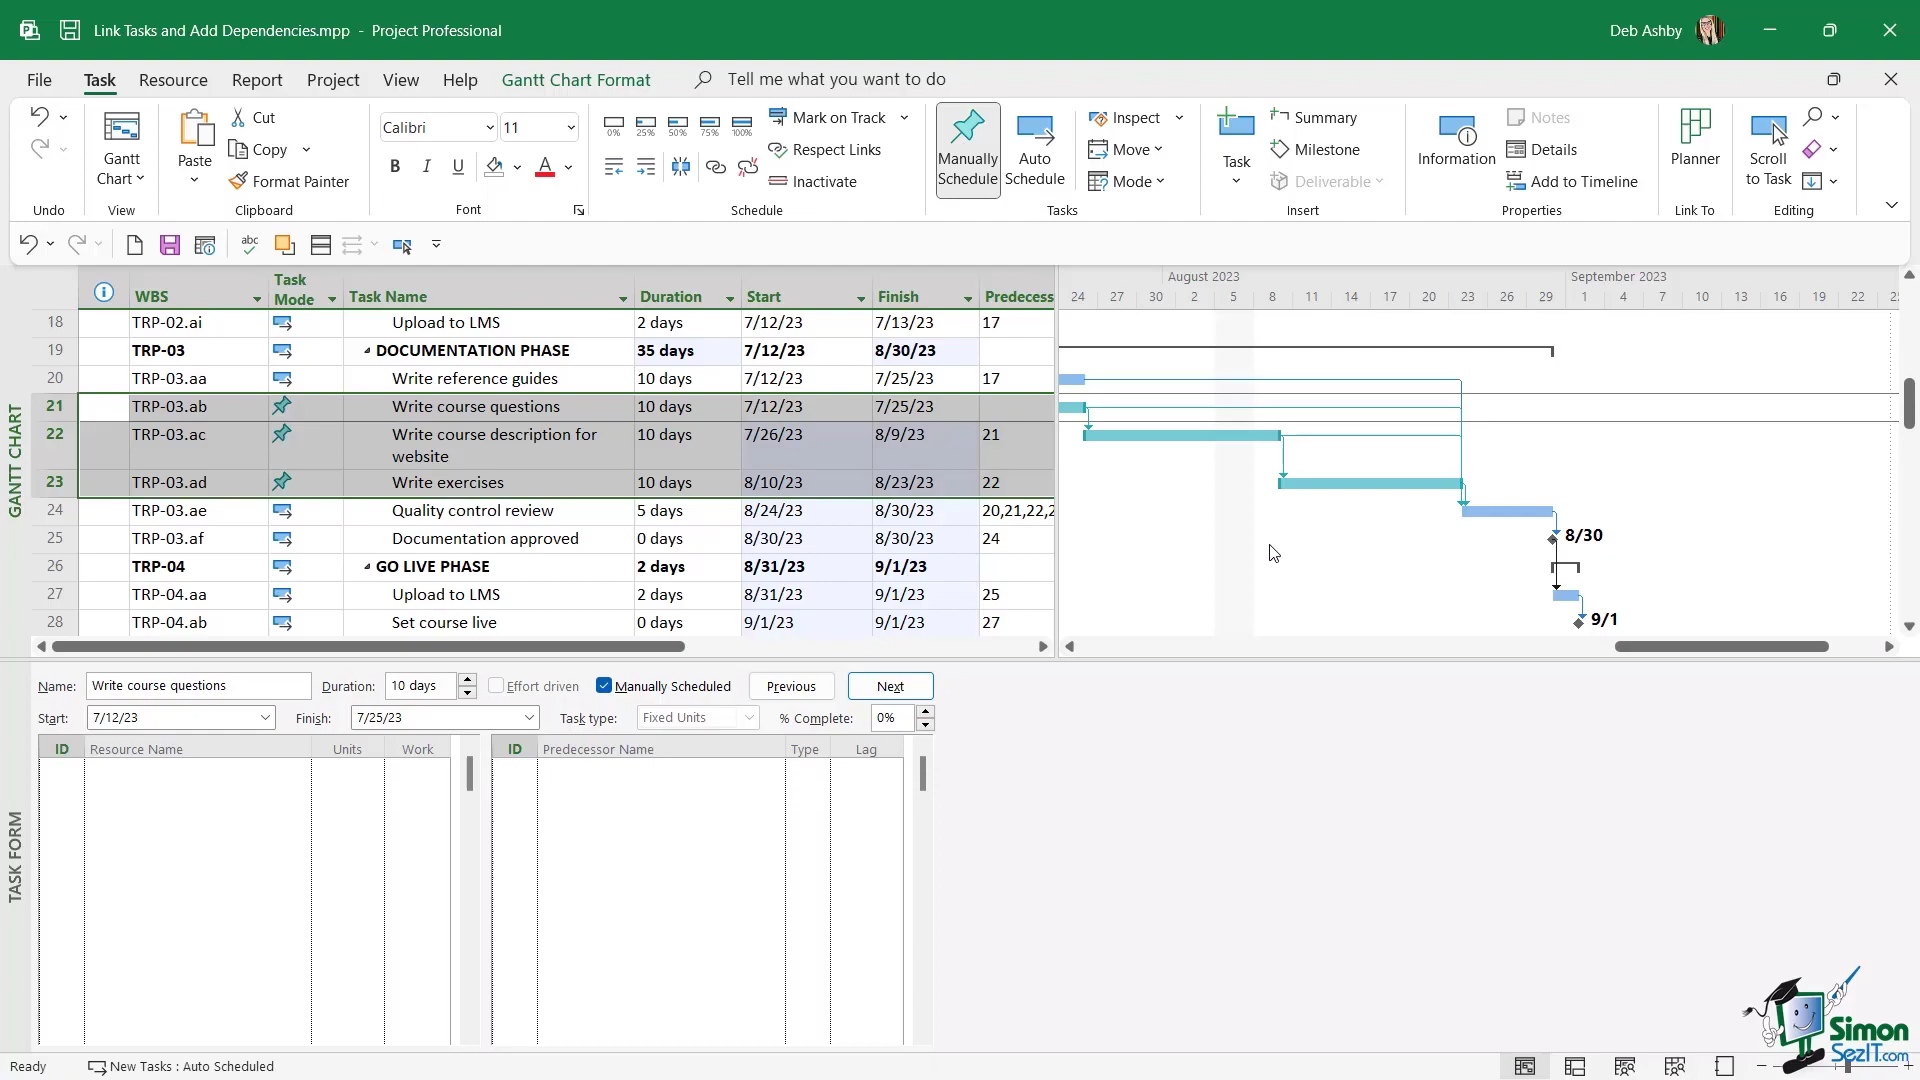 Link Tasks and Add Dependencies.mpp - Project Professional
Deb Ashby
File Task Resource Report Project View Help Gantt Chart Format Tell me what you want to do
Gantt Chart
Paste
Cut
Copy
Format Painter
Calibri 11
B I U A
0% 25% 50% 75% 100%
Mark on Track
Respect Links
Inactivate
Manually Schedule
Auto Schedule
Inspect
Move
Mode
Task
Summary
Milestone
Deliverable
Information
Notes
Details
Add to Timeline
Planner
Scroll to Task
Undo View Clipboard Font Schedule Tasks Insert Properties Link To Editing
abc
GANTT CHART
WBS Task Mode Task Name Duration Start Finish Predecess
August 2023 September 2023
24 27 30 2 5 8 11 14 17 20 23 26 29 1 4 7 10 13 16 19 22
18 TRP-02.ai Upload to LMS 2 days 7/12/23 7/13/23 17
19 TRP-03 DOCUMENTATION PHASE 35 days 7/12/23 8/30/23
20 TRP-03.aa Write reference guides 10 days 7/12/23 7/25/23 17
21 TRP-03.ab Write course questions 10 days 7/12/23 7/25/23
22 TRP-03.ac Write course description for website 10 days 7/26/23 8/9/23 21
23 TRP-03.ad Write exercises 10 days 8/10/23 8/23/23 22
24 TRP-03.ae Quality control review 5 days 8/24/23 8/30/23 20,21,22,2
25 TRP-03.af Documentation approved 0 days 8/30/23 8/30/23 24
8/30
26 TRP-04 GO LIVE PHASE 2 days 8/31/23 9/1/23
27 TRP-04.aa Upload to LMS 2 days 8/31/23 9/1/23 25
28 TRP-04.ab Set course live 0 days 9/1/23 9/1/23 27
9/1
TASK FORM
Name: Write course questions Duration: 10 days Effort driven Manually Scheduled Previous Next
Start: 7/12/23 Finish: 7/25/23 Task type: Fixed Units % Complete: 0%
ID Resource Name Units Work
ID Predecessor Name Type Lag
Simon
SezIT.com
Ready New Tasks : Auto Scheduled